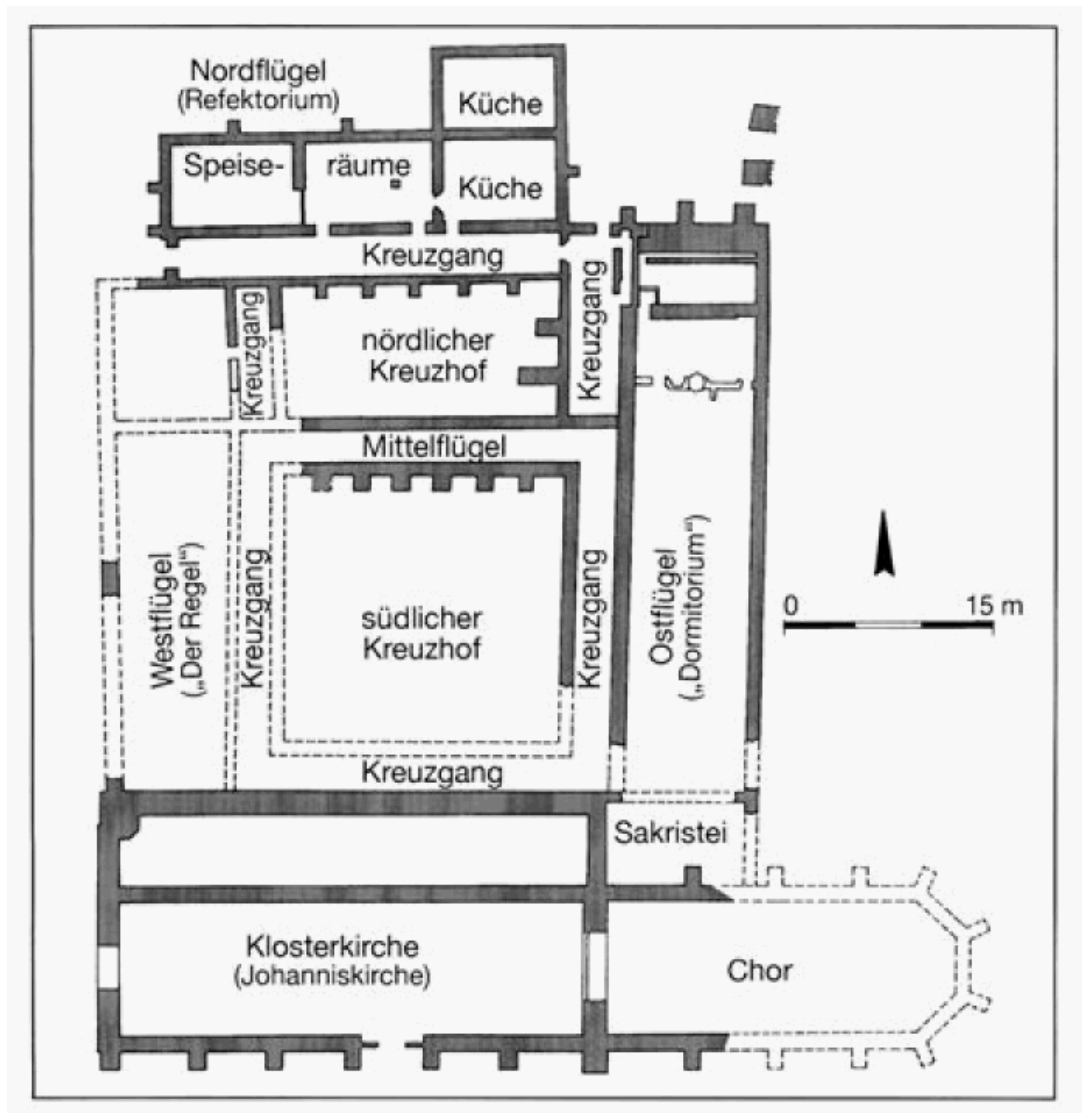 Nordflügel
(Refektorium)
Küche
Speise-
räume
Küche
Kreuzgang
Kreuzgang
Kreuzgang
nördlicher
Kreuzhof
Mittelflügel
Westflügel
(„Der Regel“)
Kreuzgang
südlicher
Kreuzhof
Kreuzgang
Ostflügel
(„Dormitorium“)
0
15 m
Kreuzgang
Sakristei
Klosterkirche
(Johanniskirche)
Chor